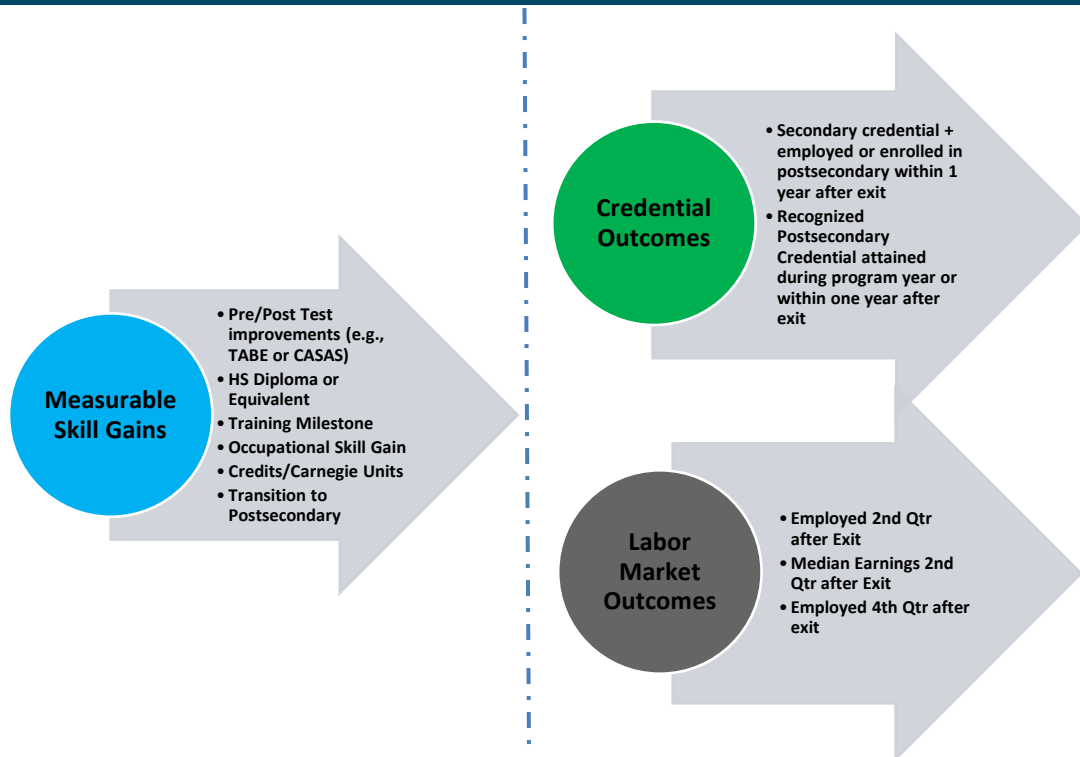 Measurable
Skill Gains
• Pre/Post Test
improvements (e.g.,
TABE or CASAS)
• HS Diploma or
Equivalent
• Training Milestone
• Occupational Skill Gain
• Credits/Carnegie Units
• Transition to
Postsecondary
Credential
Outcomes
• Secondary credential +
employed or enrolled in
postsecondary within 1
year after exit
• Recognized
Postsecondary
Credential attained
during program year or
within one year after
exit
Labor
Market
Outcomes
• Employed 2nd Qtr
after Exit
• Median Earnings 2nd
Qtr after Exit
• Employed 4th Qtr after
exit